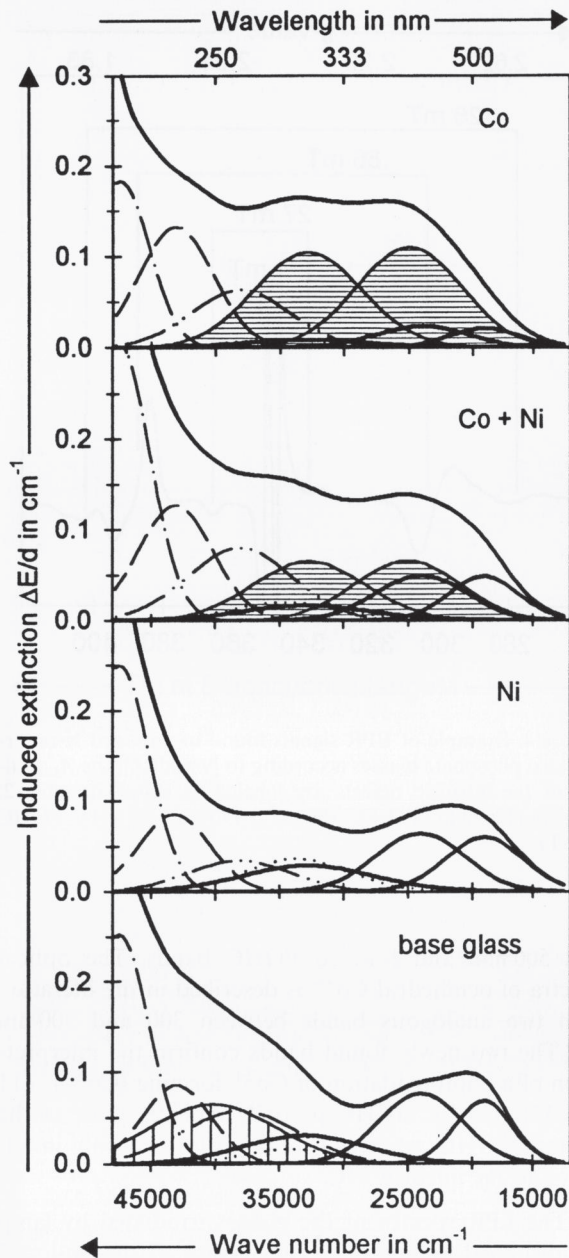 Wavelength in nm
250 333 500
0.3
Co
0.2
0.1
0.0
Co + Ni
0.2
0.1
0.0
Ni
0.2
0.1
0.0
base glass
0.2
0.1
0.0
45000 35000 25000 15000
Wave number in cm-1
Induced extinction ΔE/d in cm-1